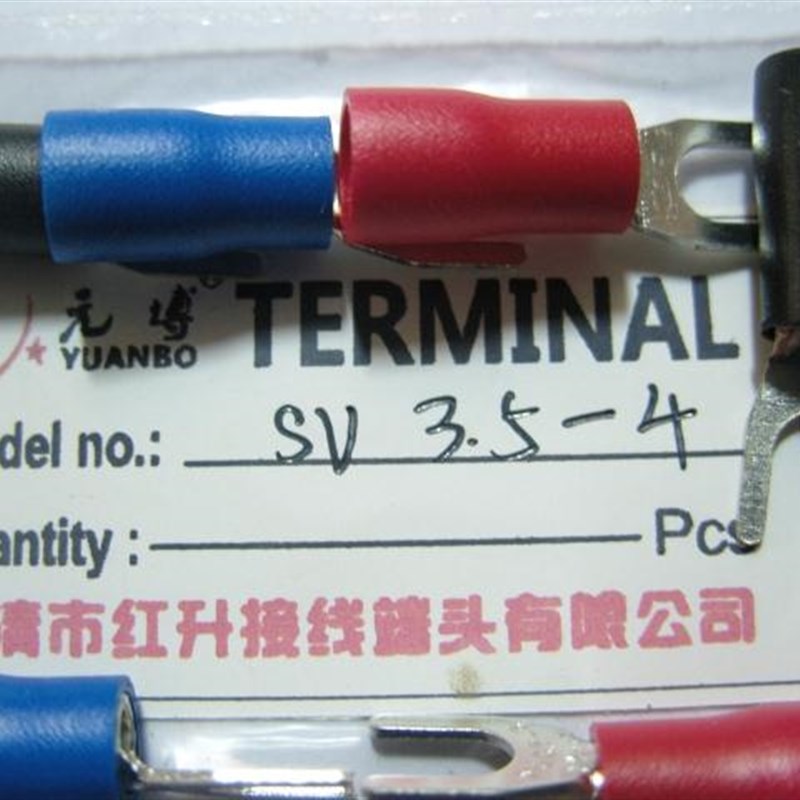 元博® TERMINAL
YUANBO
del no.: SV 3.5-4
antity : Pcs
清市红升接线端头有限公司